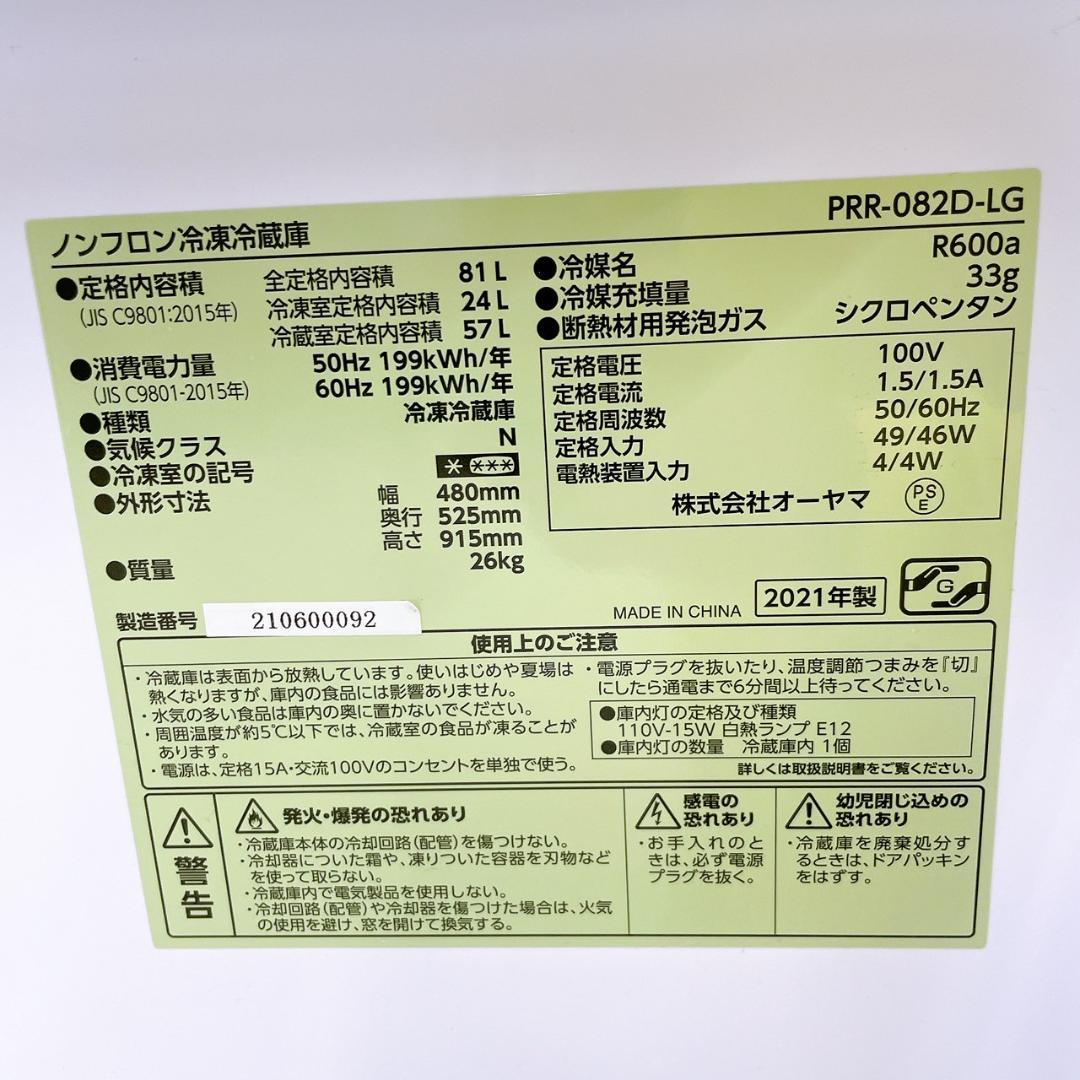 PRR-082D-LG
ノンフロン冷凍冷蔵庫
●定格内容積 全定格内容積 81 L
(JIS C9801:2015年) 冷凍室定格内容積 24 L
冷蔵室定格内容積 57 L
●消費電力量 50Hz 199kWh/年
(JIS C9801-2015年) 60Hz 199kWh/年
●種類 冷凍冷蔵庫
●気候クラス N
●冷凍室の記号 * ***
●外形寸法 幅 480mm
奥行 525mm
高さ 915mm
●質量 26kg
製造番号 210600092
●冷媒名 R600a
●冷媒充填量 33g
●断熱材用発泡ガス シクロペンタン
定格電圧 100V
定格電流 1.5/1.5A
定格周波数 50/60Hz
定格入力 49/46W
電熱装置入力 4/4W
株式会社オーヤマ PSE
MADE IN CHINA 2021年製 G
使用上のご注意
・冷蔵庫は表面から放熱しています。使いはじめや夏場は
熱くなりますが、庫内の食品には影響ありません。
・水気の多い食品は庫内の奥に置かないでください。
・周囲温度が約5℃以下では、冷蔵室の食品が凍ることが
あります。
・電源は、定格15A・交流100Vのコンセントを単独で使う。
・電源プラグを抜いたり、温度調節つまみを『切』
にしたら通電まで6分間以上待ってください。
●庫内灯の定格及び種類
110V-15W 白熱ランプ E12
●庫内灯の数量 冷蔵庫内 1個
詳しくは取扱説明書をご覧ください。
警告
発火・爆発の恐れあり
・冷蔵庫本体の冷却回路(配管)を傷つけない。
・冷却器についた霜や、凍りついた容器を刃物など
を使って取らない。
・冷蔵庫内で電気製品を使用しない。
・冷却回路(配管)や冷却器を傷つけた場合は、火気
の使用を避け、窓を開けて換気する。
感電の
恐れあり
・お手入れのと
きは、必ず電源
プラグを抜く。
幼児閉じ込めの
恐れあり
・冷蔵庫を廃棄処分す
るときは、ドアパッキン
をはずす。